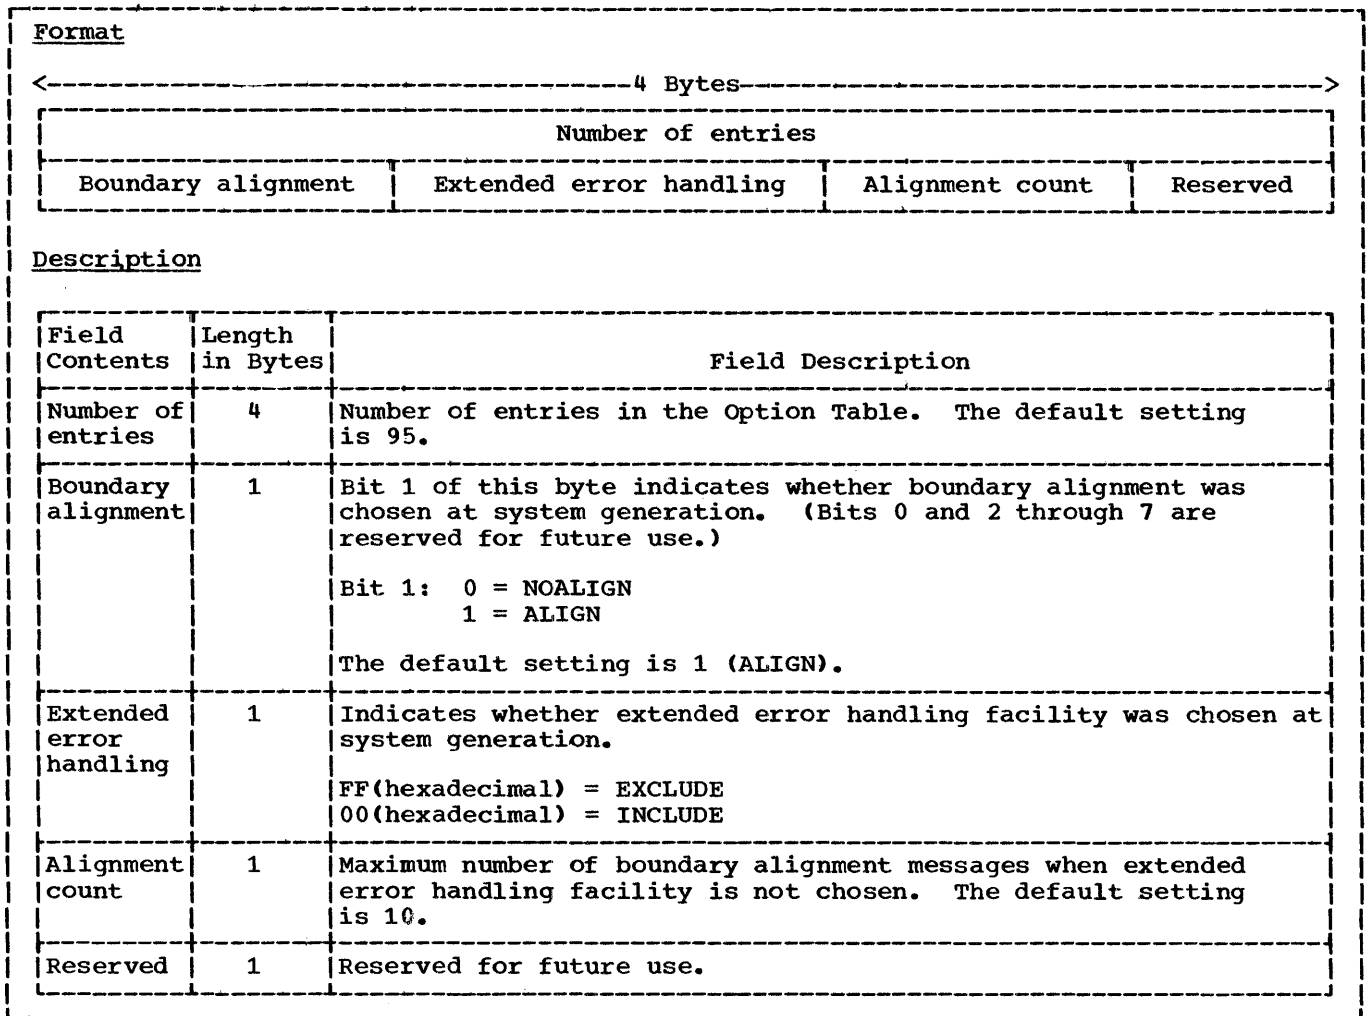 Format
<--4 Bytes-->
Number of entries
Boundary alignment | Extended error handling | Alignment count | Reserved
Description
Field Length
Contents in Bytes Field Description
Number of 4 Number of entries in the Option Table. The default setting
entries is 95.
Boundary 1 Bit 1 of this byte indicates whether boundary alignment was
alignment chosen at system generation. (Bits 0 and 2 through 7 are
reserved for future use.)
Bit 1: 0 = NOALIGN
1 = ALIGN
The default setting is 1 (ALIGN).
Extended 1 Indicates whether extended error handling facility was chosen at
error system generation.
handling
FF(hexadecimal) = EXCLUDE
00(hexadecimal) = INCLUDE
Alignment 1 Maximum number of boundary alignment messages when extended
count error handling facility is not chosen. The default setting
is 10.
Reserved 1 Reserved for future use.